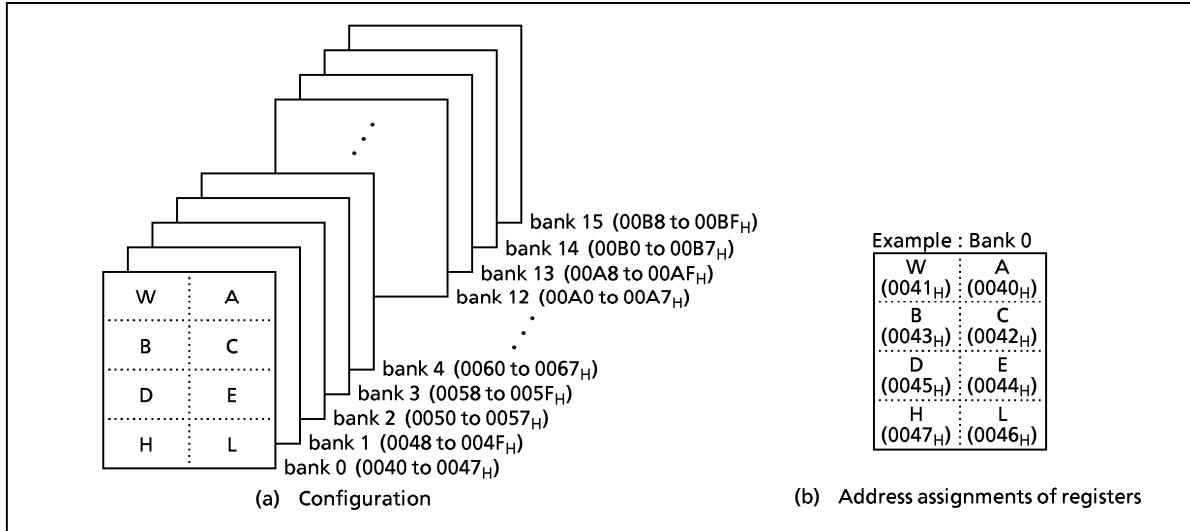 bank 15 (00B8 to 00BFH)
bank 14 (00B0 to 00B7H)
bank 13 (00A8 to 00AFH)
bank 12 (00A0 to 00A7H)
bank 4 (0060 to 0067H)
bank 3 (0058 to 005FH)
bank 2 (0050 to 0057H)
bank 1 (0048 to 004FH)
bank 0 (0040 to 0047H)
W A
B C
D E
H L
(a) Configuration
Example : Bank 0
W A
(0041H) (0040H)
B C
(0043H) (0042H)
D E
(0045H) (0044H)
H L
(0047H) (0046H)
(b) Address assignments of registers